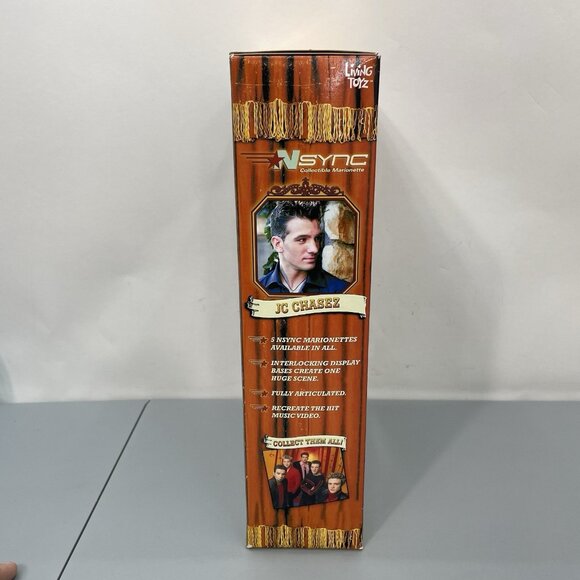 LiViNG
TOYZ
NSYNC
Collectible Marionette
JC CHASEZ
5 NSYNC MARIONETTES
AVAILABLE IN ALL.
INTERLOCKING DISPLAY
BASES CREATE ONE
HUGE SCENE.
FULLY ARTICULATED.
RECREATE THE HIT
MUSIC VIDEO.
COLLECT THEM ALL!